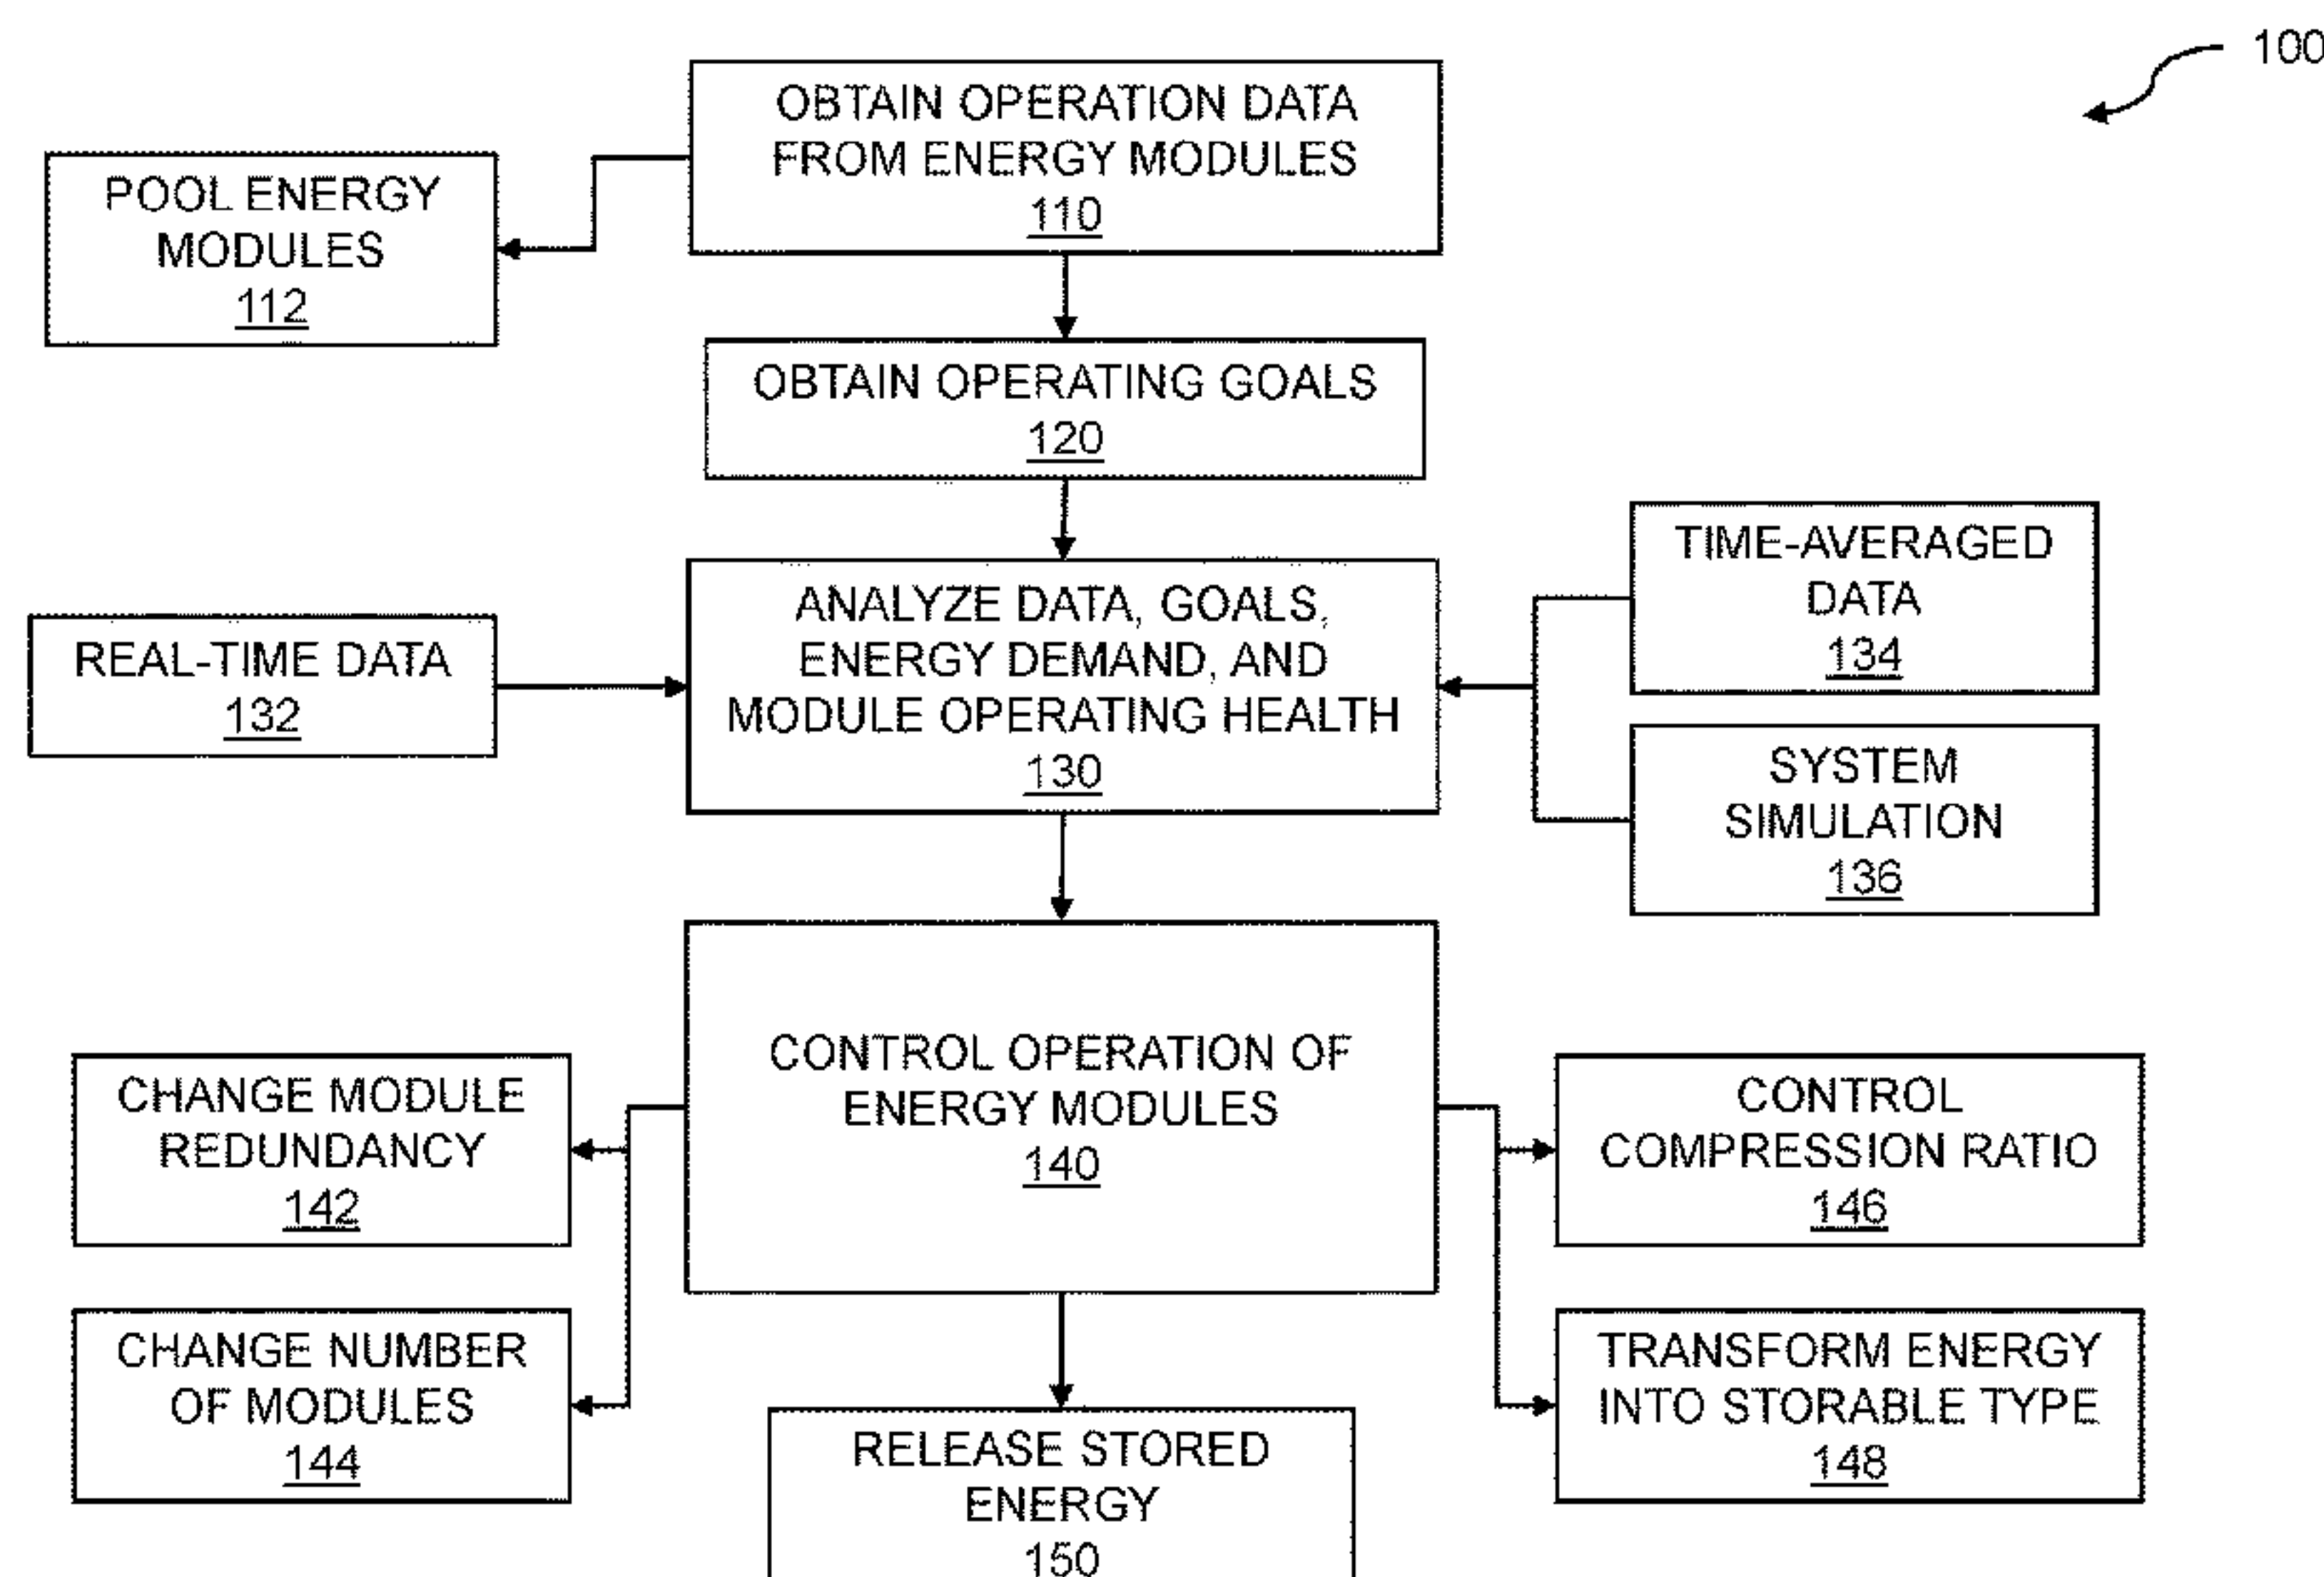 100
OBTAIN OPERATION DATA
FROM ENERGY MODULES
110
POOL ENERGY
MODULES
112
OBTAIN OPERATING GOALS
120
TIME-AVERAGED
DATA
134
ANALYZE DATA, GOALS,
ENERGY DEMAND, AND
MODULE OPERATING HEALTH
130
REAL-TIME DATA
132
SYSTEM
SIMULATION
136
CONTROL OPERATION OF
ENERGY MODULES
140
CHANGE MODULE
REDUNDANCY
142
CONTROL
COMPRESSION RATIO
146
CHANGE NUMBER
OF MODULES
144
TRANSFORM ENERGY
INTO STORABLE TYPE
148
RELEASE STORED
ENERGY
150